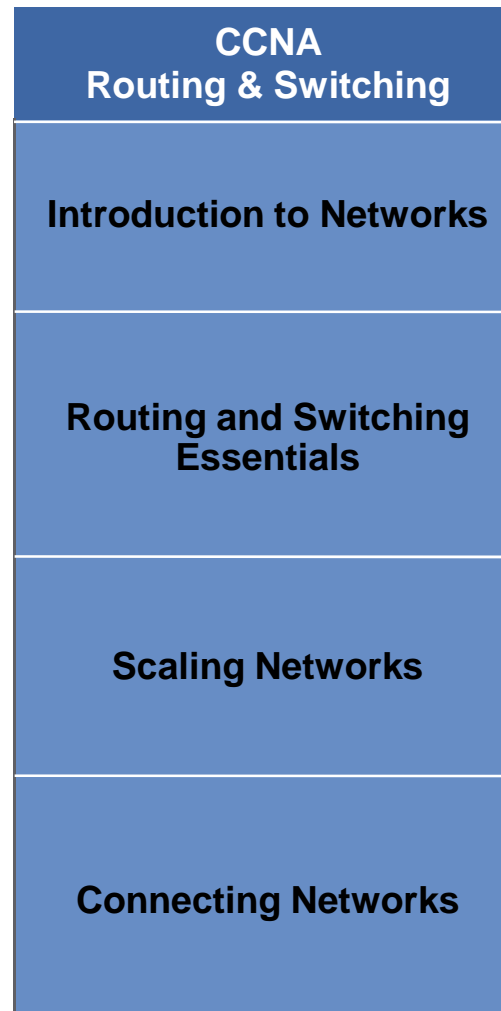 CCNA
Routing & Switching
Introduction to Networks
Routing and Switching
Essentials
Scaling Networks
Connecting Networks